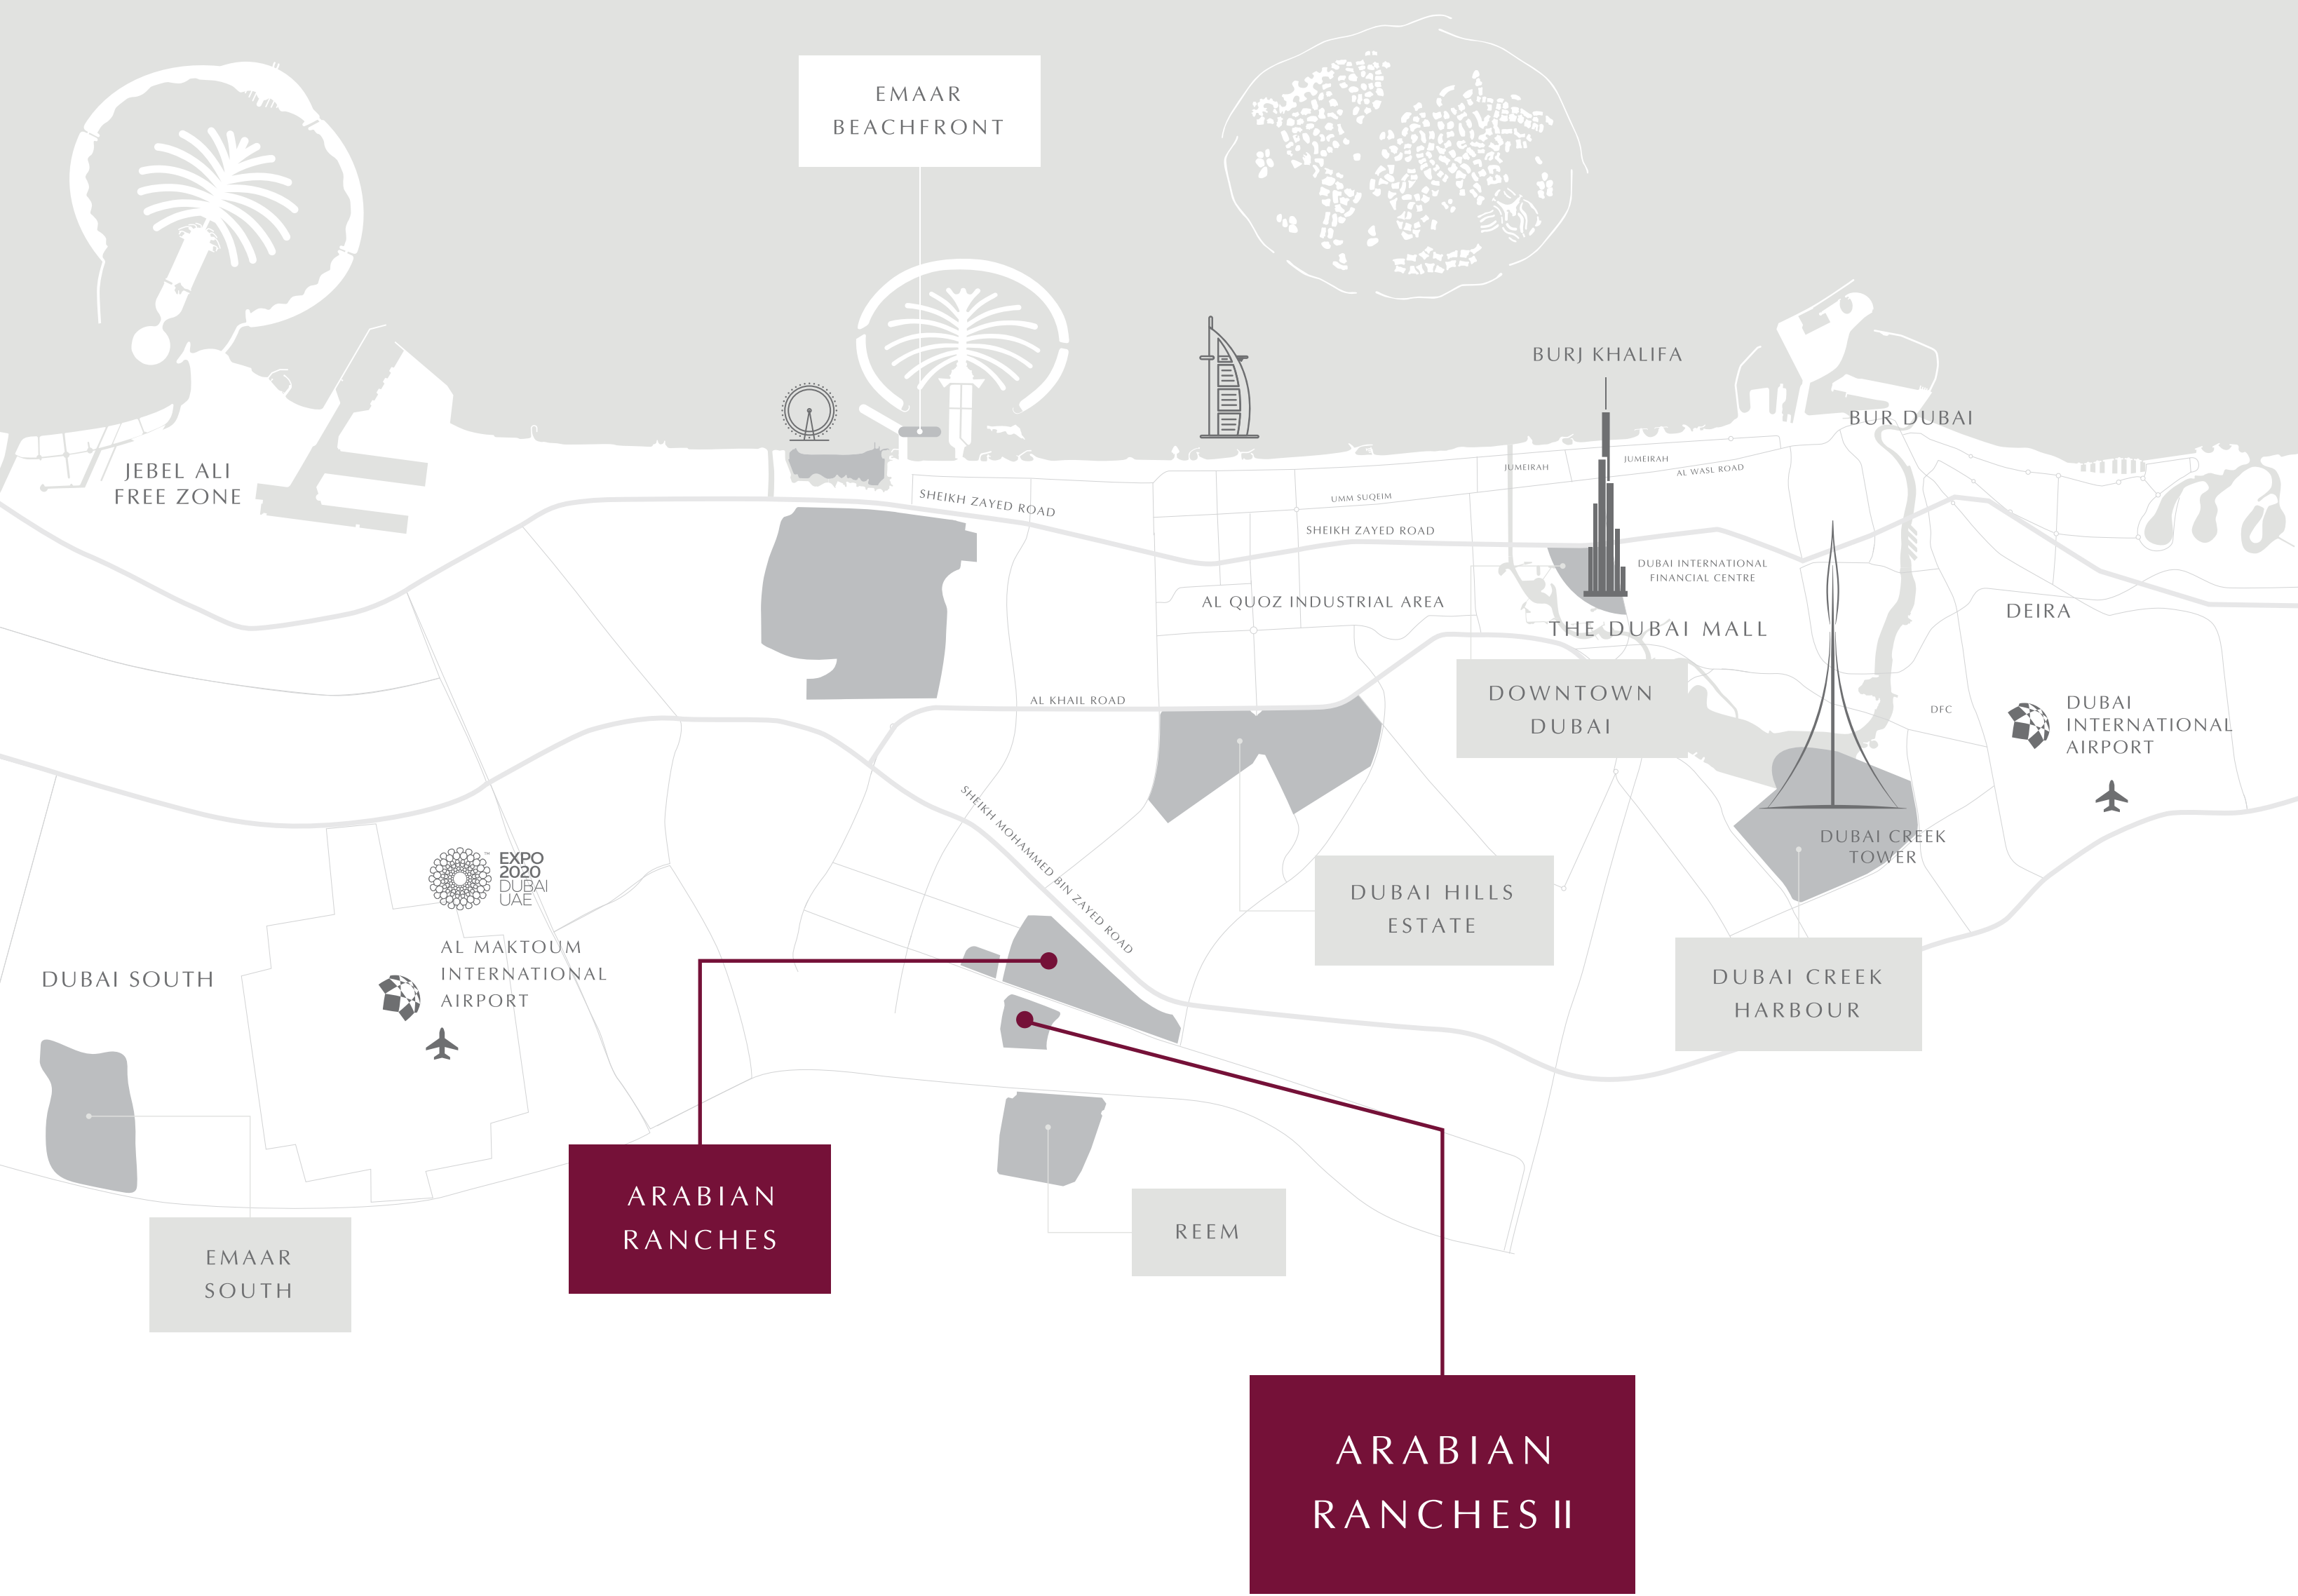 EMAAR
BEACHFRONT
BURJ KHALIFA
BUR DUBAI
JEBEL ALI
FREE ZONE
SHEIKH ZAYED ROAD
JUMEIRAH
JUMEIRAH
AL WASL ROAD
UMM SUQEIM
SHEIKH ZAYED ROAD
DUBAI INTERNATIONAL
FINANCIAL CENTRE
AL QUOZ INDUSTRIAL AREA
DEIRA
THE DUBAI MALL
DOWNTOWN
DUBAI
AL KHAIL ROAD
DFC
DUBAI
INTERNATIONAL
AIRPORT
SHEIKH MOHAMMED BIN ZAYED ROAD
DUBAI CREEK
TOWER
EXPO
2020
DUBAI
UAE
™
DUBAI HILLS
ESTATE
AL MAKTOUM
INTERNATIONAL
AIRPORT
DUBAI SOUTH
DUBAI CREEK
HARBOUR
ARABIAN
RANCHES
REEM
EMAAR
SOUTH
ARABIAN
RANCHES II